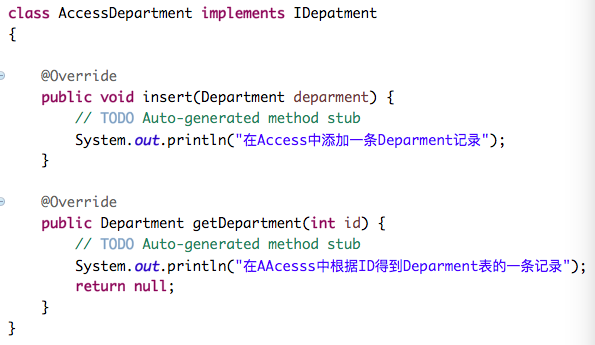 class AccessDepartment implements IDepatment
{
@Override
public void insert(Department deparment) {
// TODO Auto-generated method stub
System.out.println("在Access中添加一条Deparment记录");
}
@Override
public Department getDepartment(int id) {
// TODO Auto-generated method stub
System.out.println("在AAcesss中根据ID得到Deparment表的一条记录");
return null;
}
}